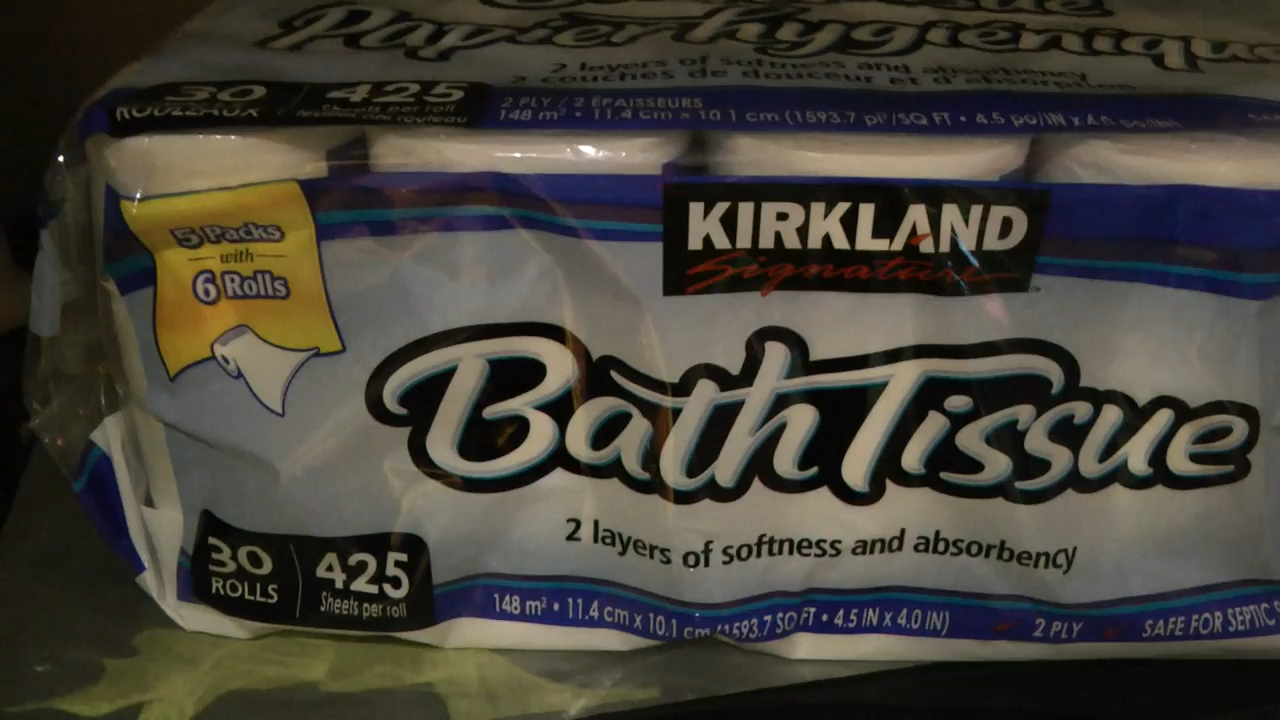 Papier hygiénique
2 layers of softness and absorbency
2 couches de douceur et d'absorption
30
ROULEAUX
425
Sheets per roll
2 PLY / 2 ÉPAISSEURS
148 m² • 11.4 cm x 10.1 cm (1593.7 pi²/SQ FT • 4.5 po/IN x 4.0 po/IN)
5 Packs
with
6 Rolls
KIRKLAND
Signature
Bath Tissue
2 layers of softness and absorbency
30
ROLLS
425
Sheets per roll
148 m² • 11.4 cm x 10.1 cm (1593.7 SQ FT • 4.5 IN x 4.0 IN)
2 PLY
SAFE FOR SEPTIC